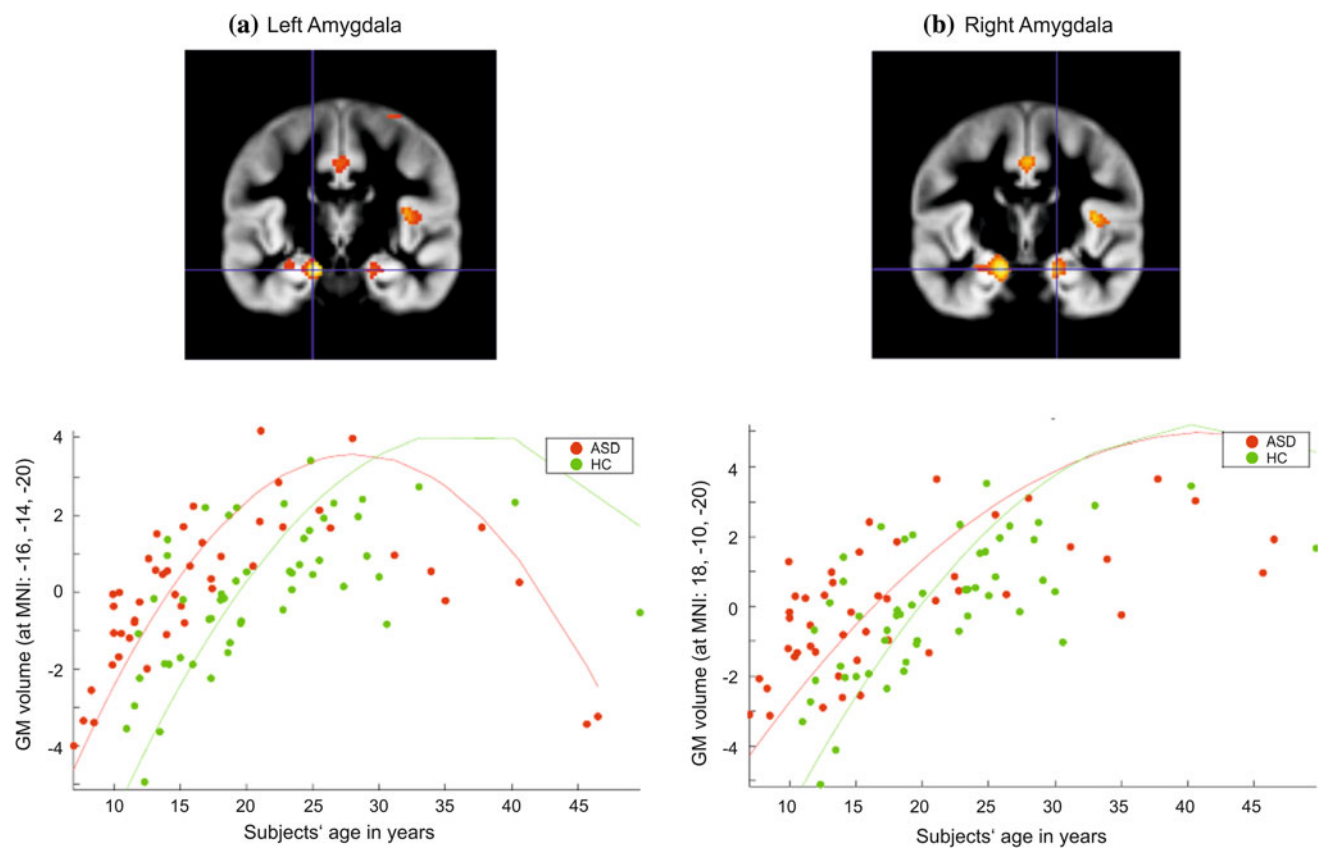 (a) Left Amygdala
(b) Right Amygdala
4
2
0
-2
-4
GM volume (at MNI: -16, -14, -20)
ASD
HC
10 15 20 25 30 35 40 45
Subjects‘ age in years
4
2
0
-2
-4
GM volume (at MNI: 18, -10, -20)
ASD
HC
10 15 20 25 30 35 40 45
Subjects‘ age in years